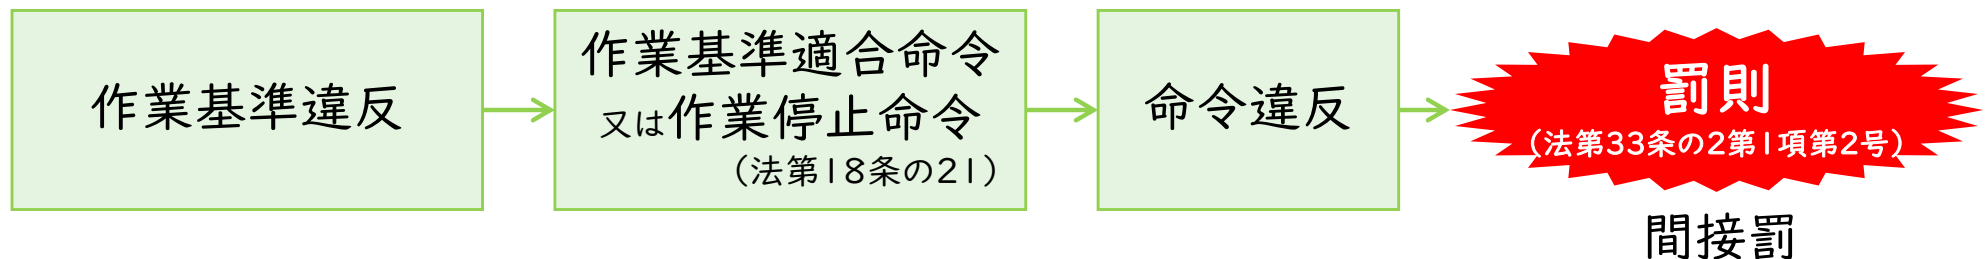 作業基準違反
作業基準適合命令
又は作業停止命令
（法第18条の21）
命令違反
罰則
（法第33条の2第1項第2号）
間接罰